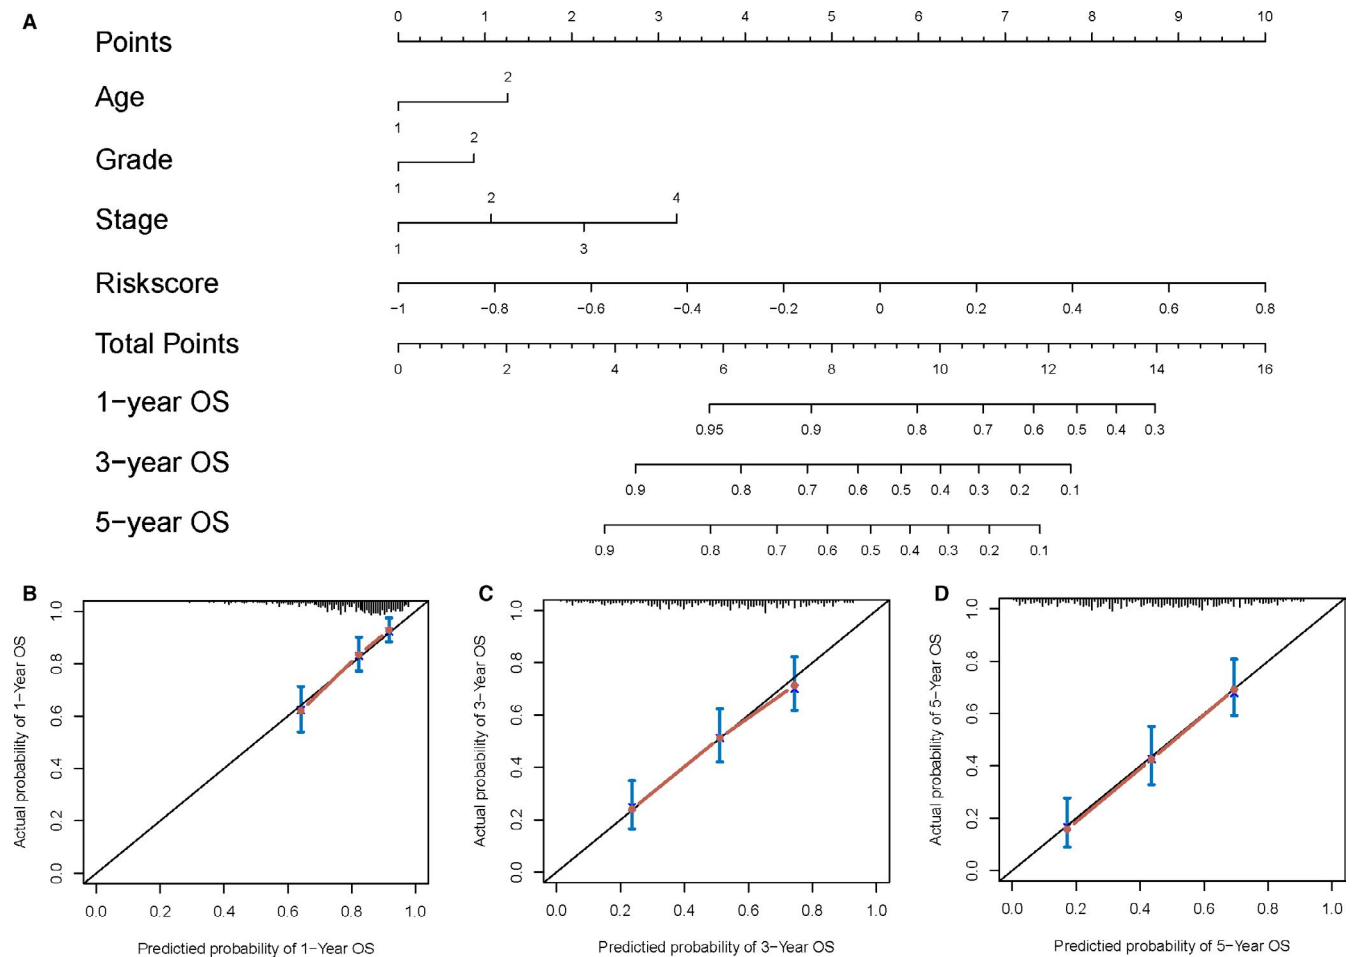 A
0 1 2 3 4 5 6 7 8 9 10
Points
2
Age
1
2
Grade
1
2 4
Stage
1 3
Riskscore
−1 −0.8 −0.6 −0.4 −0.2 0 0.2 0.4 0.6 0.8
Total Points
0 2 4 6 8 10 12 14 16
1−year OS
0.95 0.9 0.8 0.7 0.6 0.5 0.4 0.3
3−year OS
0.9 0.8 0.7 0.6 0.5 0.4 0.3 0.2 0.1
5−year OS
0.9 0.8 0.7 0.6 0.5 0.4 0.3 0.2 0.1
B
Actual probability of 1−Year OS
0.0 0.2 0.4 0.6 0.8 1.0
0.0 0.2 0.4 0.6 0.8 1.0
Predictied probability of 1−Year OS
C
Actual probability of 3−Year OS
0.0 0.2 0.4 0.6 0.8 1.0
0.0 0.2 0.4 0.6 0.8 1.0
Predictied probability of 3−Year OS
D
Actual probability of 5−Year OS
0.0 0.2 0.4 0.6 0.8 1.0
0.0 0.2 0.4 0.6 0.8 1.0
Predictied probability of 5−Year OS